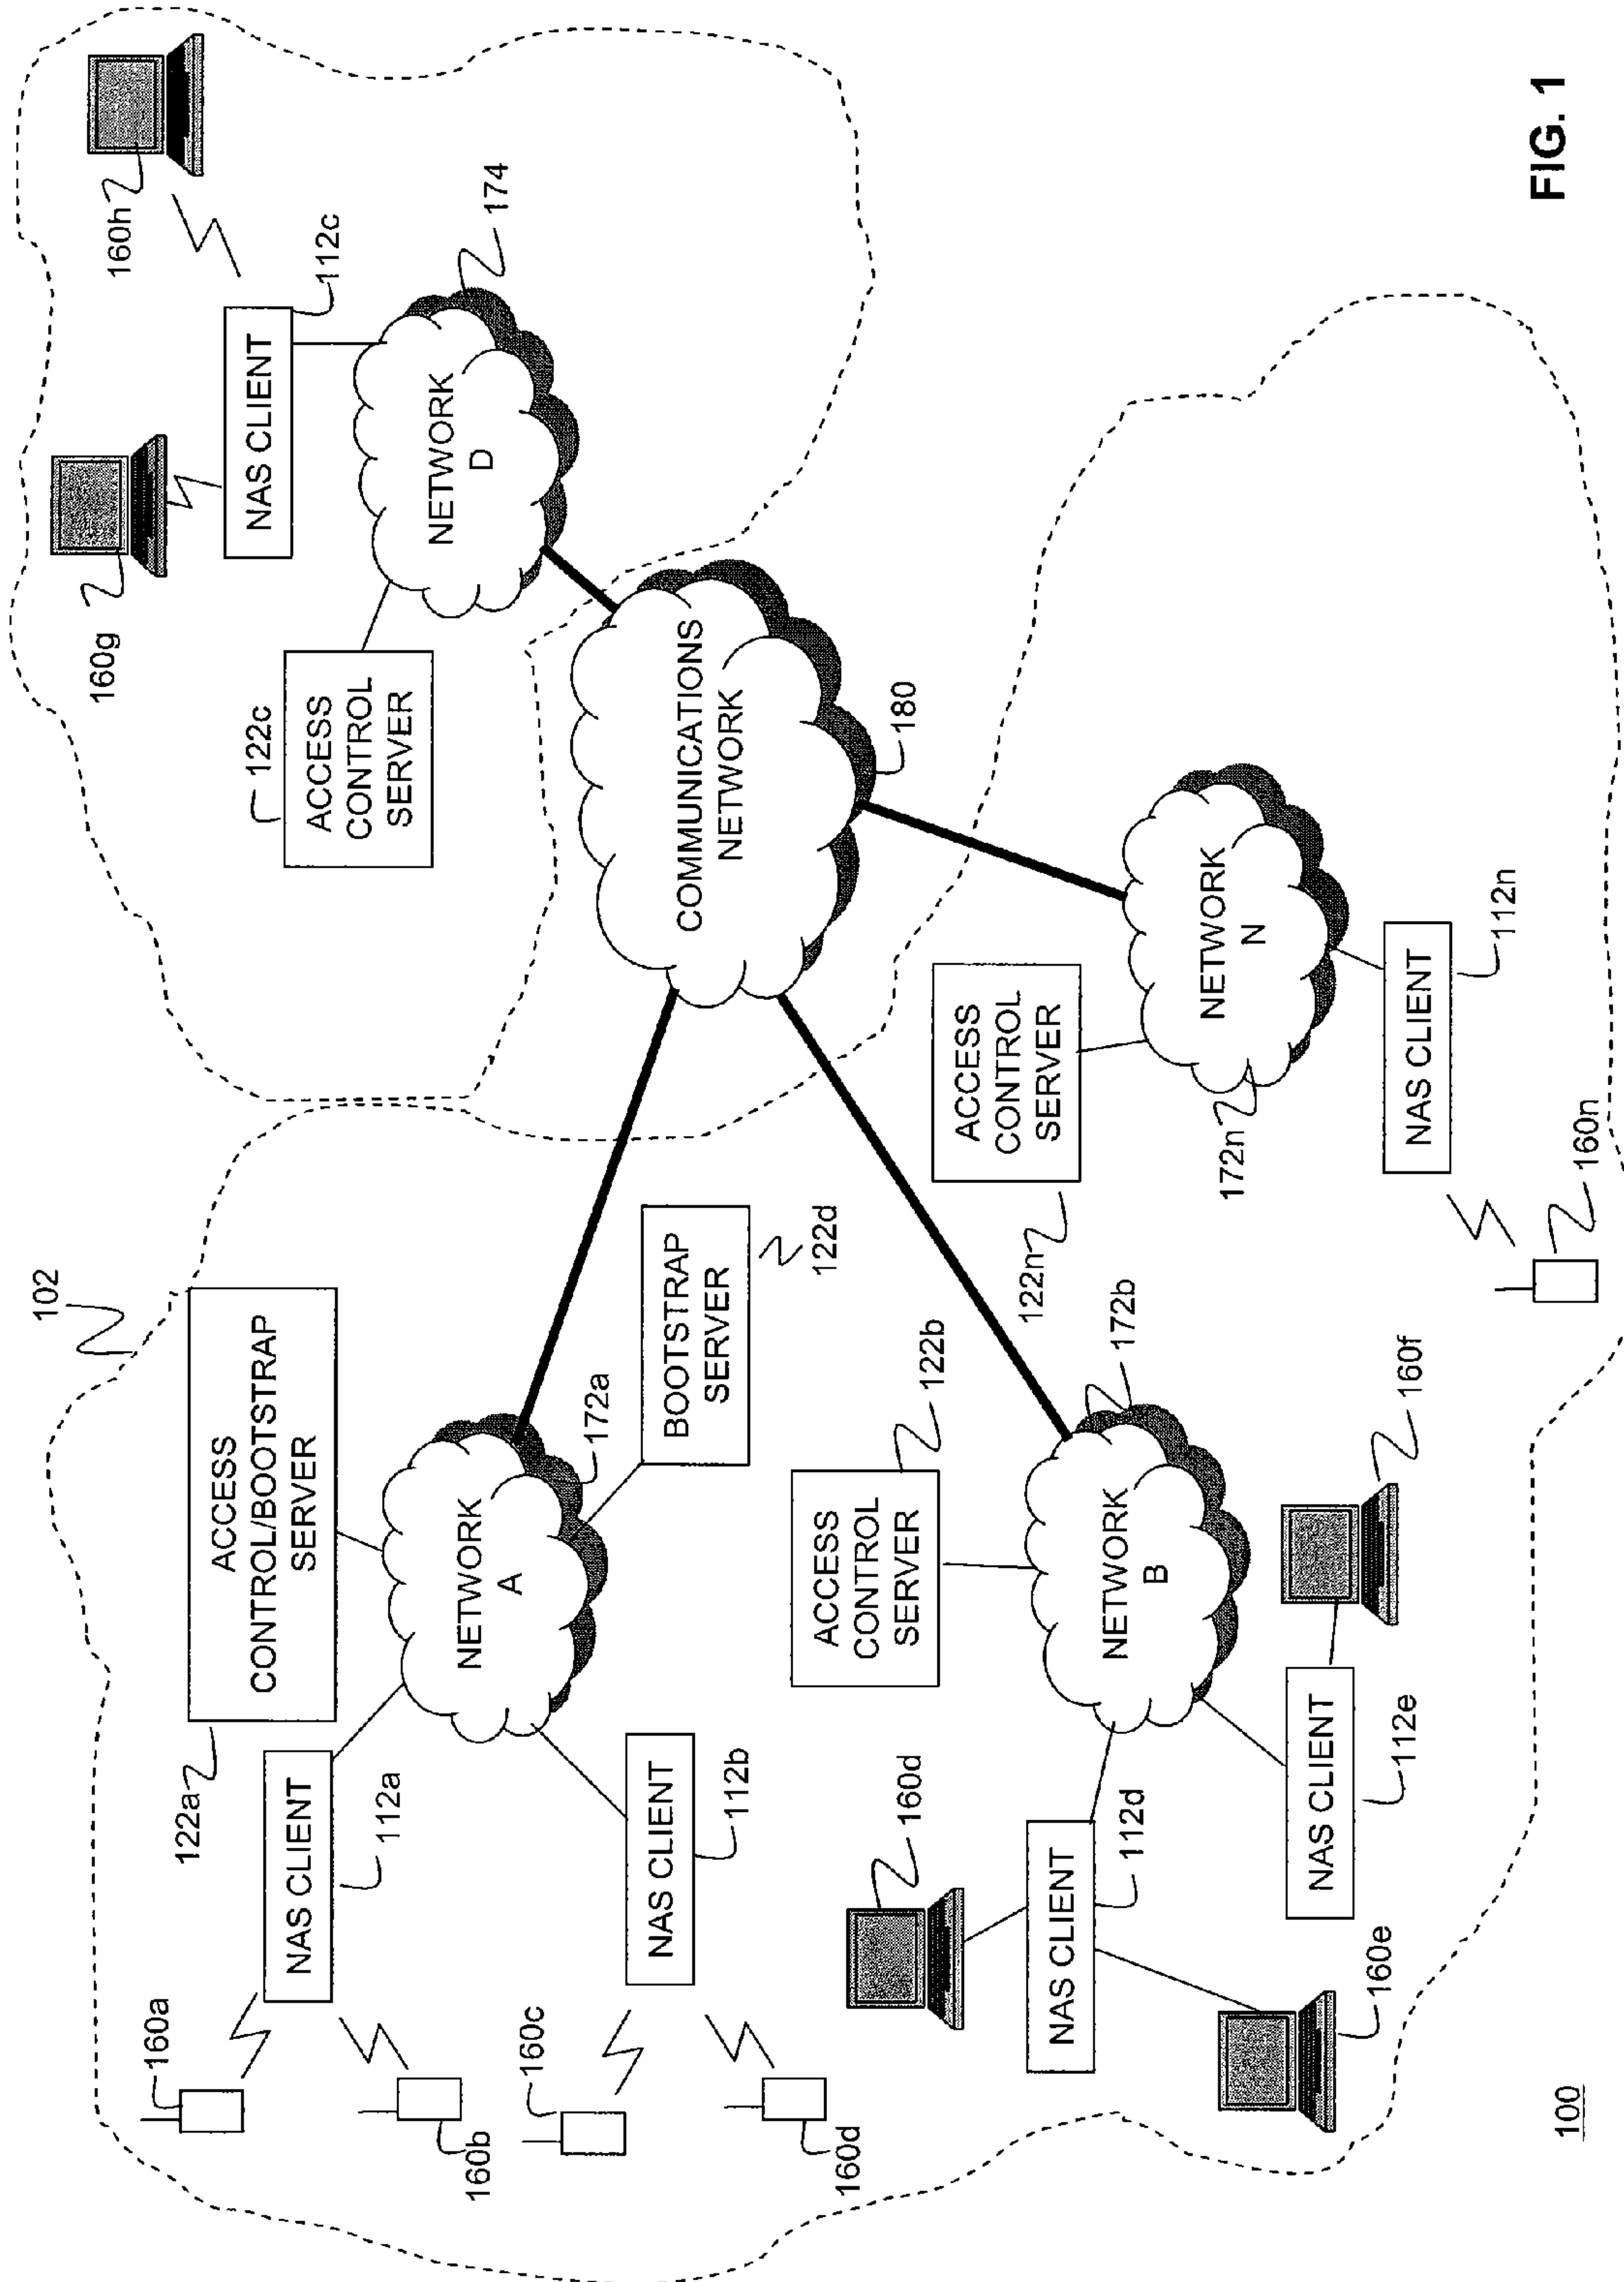 102
122a
ACCESS
CONTROL/BOOTSTRAP
SERVER
160a
NAS CLIENT
112a
160b
NETWORK
A
172a
160c
NAS CLIENT
112b
160d
BOOTSTRAP
SERVER
122d
122c
ACCESS
CONTROL
SERVER
160g
160h
NAS CLIENT
112c
NETWORK
D
174
COMMUNICATIONS
NETWORK
180
160d
NAS CLIENT
112d
160e
ACCESS
CONTROL
SERVER
122b
NETWORK
B
172b
NAS CLIENT
112e
160f
122n
ACCESS
CONTROL
SERVER
NETWORK
N
172n
NAS CLIENT
112n
160n
100
FIG. 1